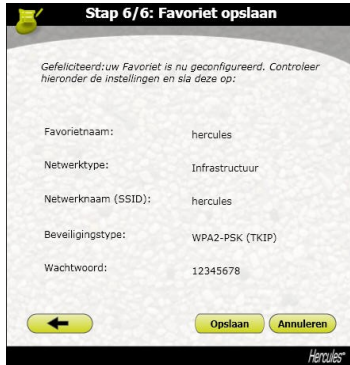 Stap 6/6: Favoriet opslaan
Gefeliciteerd:uw Favoriet is nu geconfigureerd. Controleer
hieronder de instellingen en sla deze op:
Favorietnaam: hercules
Netwerktype: Infrastructuur
Netwerknaam (SSID): hercules
Beveiligingstype: WPA2-PSK (TKIP)
Wachtwoord: 12345678
Opslaan Annuleren
Hercules